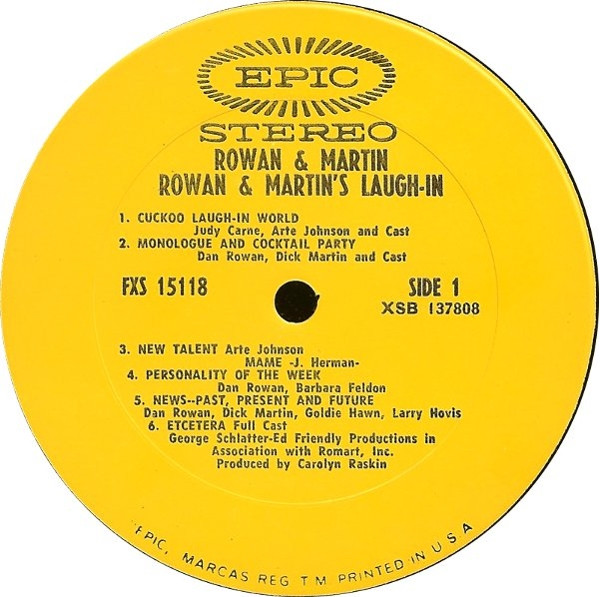 EPIC
STEREO
ROWAN & MARTIN
ROWAN & MARTIN'S LAUGH-IN
1. CUCKOO LAUGH-IN WORLD
Judy Carne, Arte Johnson and Cast
2. MONOLOGUE AND COCKTAIL PARTY
Dan Rowan, Dick Martin and Cast
FXS 15118
SIDE 1
XSB 137808
3. NEW TALENT Arte Johnson
MAME -J. Herman-
4. PERSONALITY OF THE WEEK
Dan Rowan, Barbara Feldon
5. NEWS--PAST, PRESENT AND FUTURE
Dan Rowan, Dick Martin, Goldie Hawn, Larry Hovis
6. ETCETERA Full Cast
George Schlatter-Ed Friendly Productions in
Association with Romart, Inc.
Produced by Carolyn Raskin
EPIC, MARCAS REG T M PRINTED IN U S A